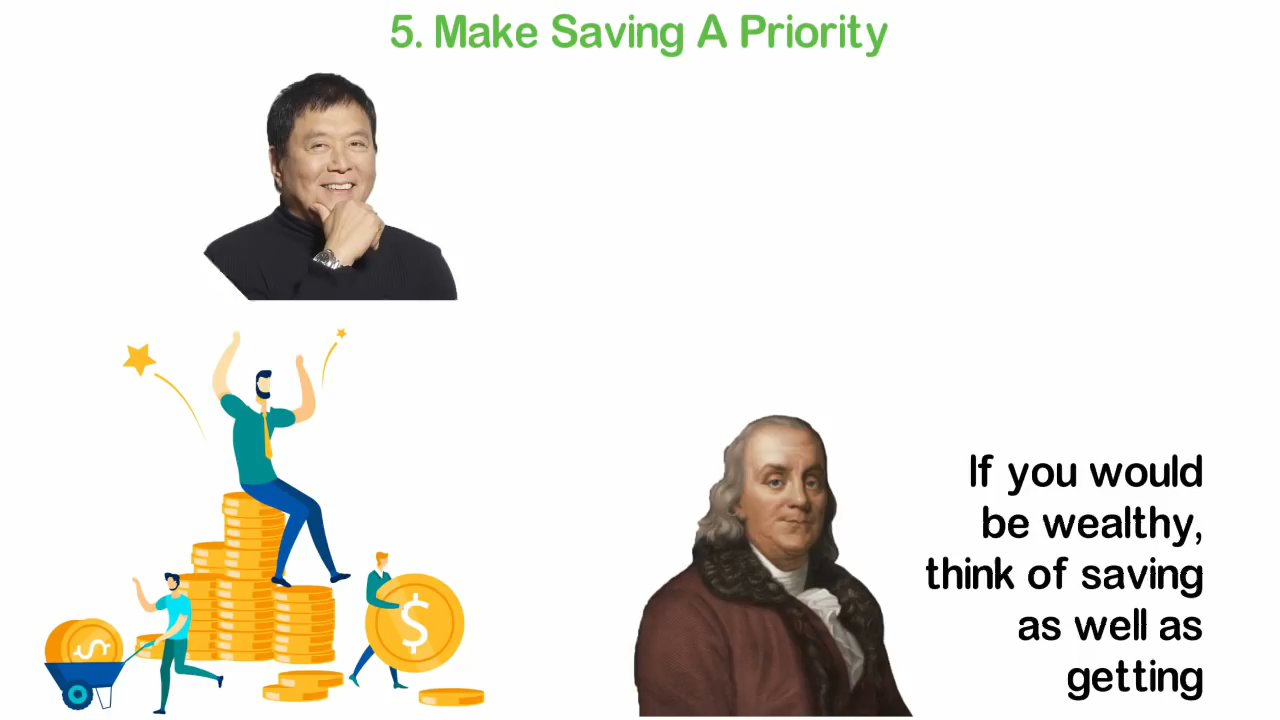 5. Make Saving A Priority
If you would
be wealthy,
think of saving
as well as
getting
$
$